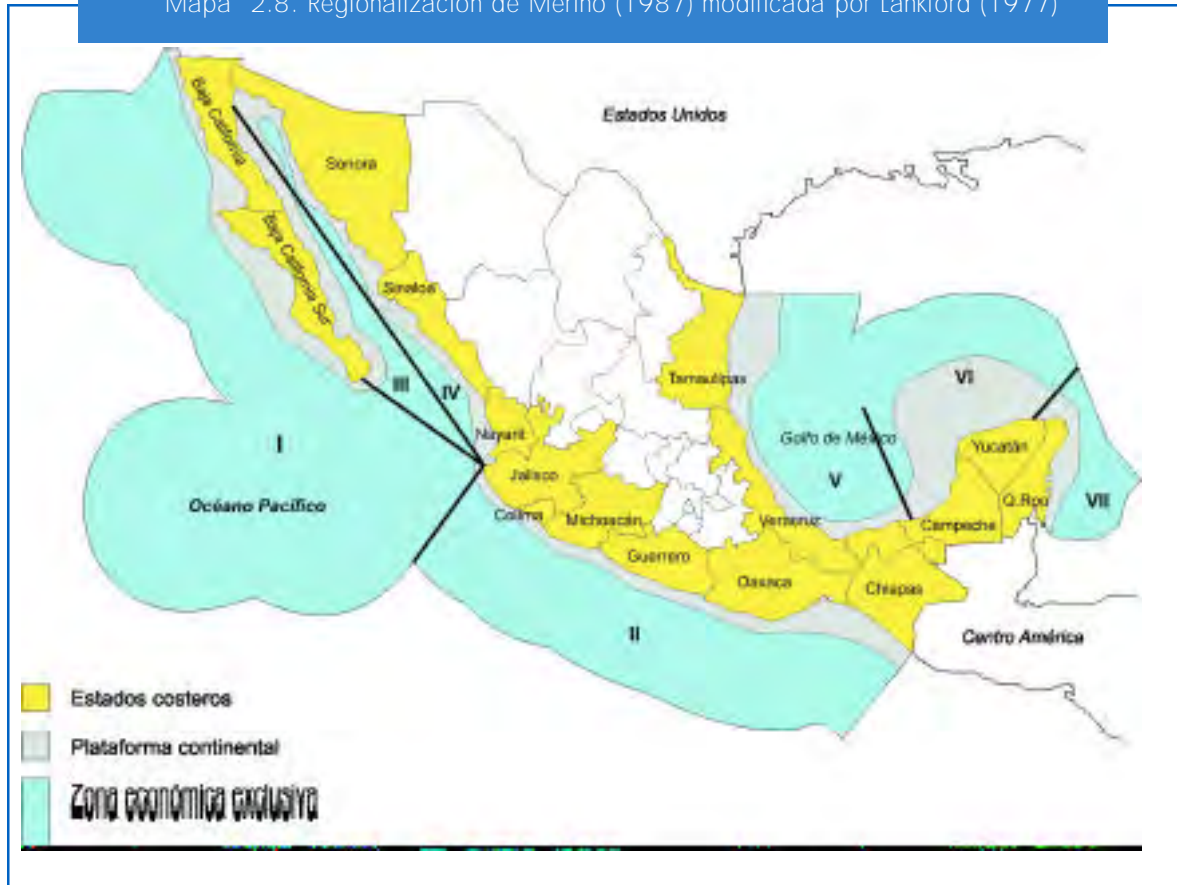 Mapa 2.8. Regionalización de Merino (1987) modificada por Lankford (1977)
Estados Unidos
Baja California
Sonora
Baja California Sur
Sinaloa
Tamaulipas
III
IV
VI
I
Nayarit
Golfo de México
Yucatán
V
Jalisco
Océano Pacífico
Q.Roo
VII
Colima
Michoacán
Veracruz
Campeche
Guerrero
Oaxaca
Chiapas
II
Centro América
Estados costeros
Plataforma continental
Zona económica exclusiva